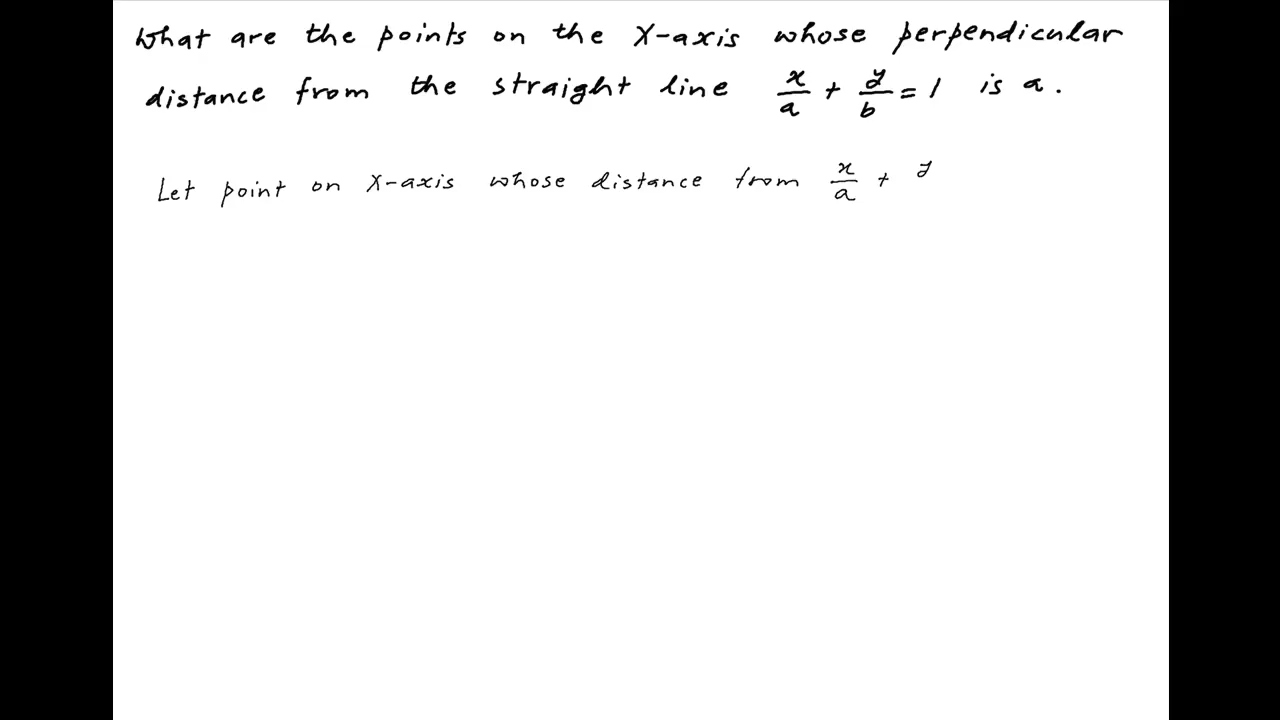 What are the points on the X-axis whose perpendicular
distance from the straight line x/a + y/b = 1 is a.
Let point on X-axis whose distance from x/a + y